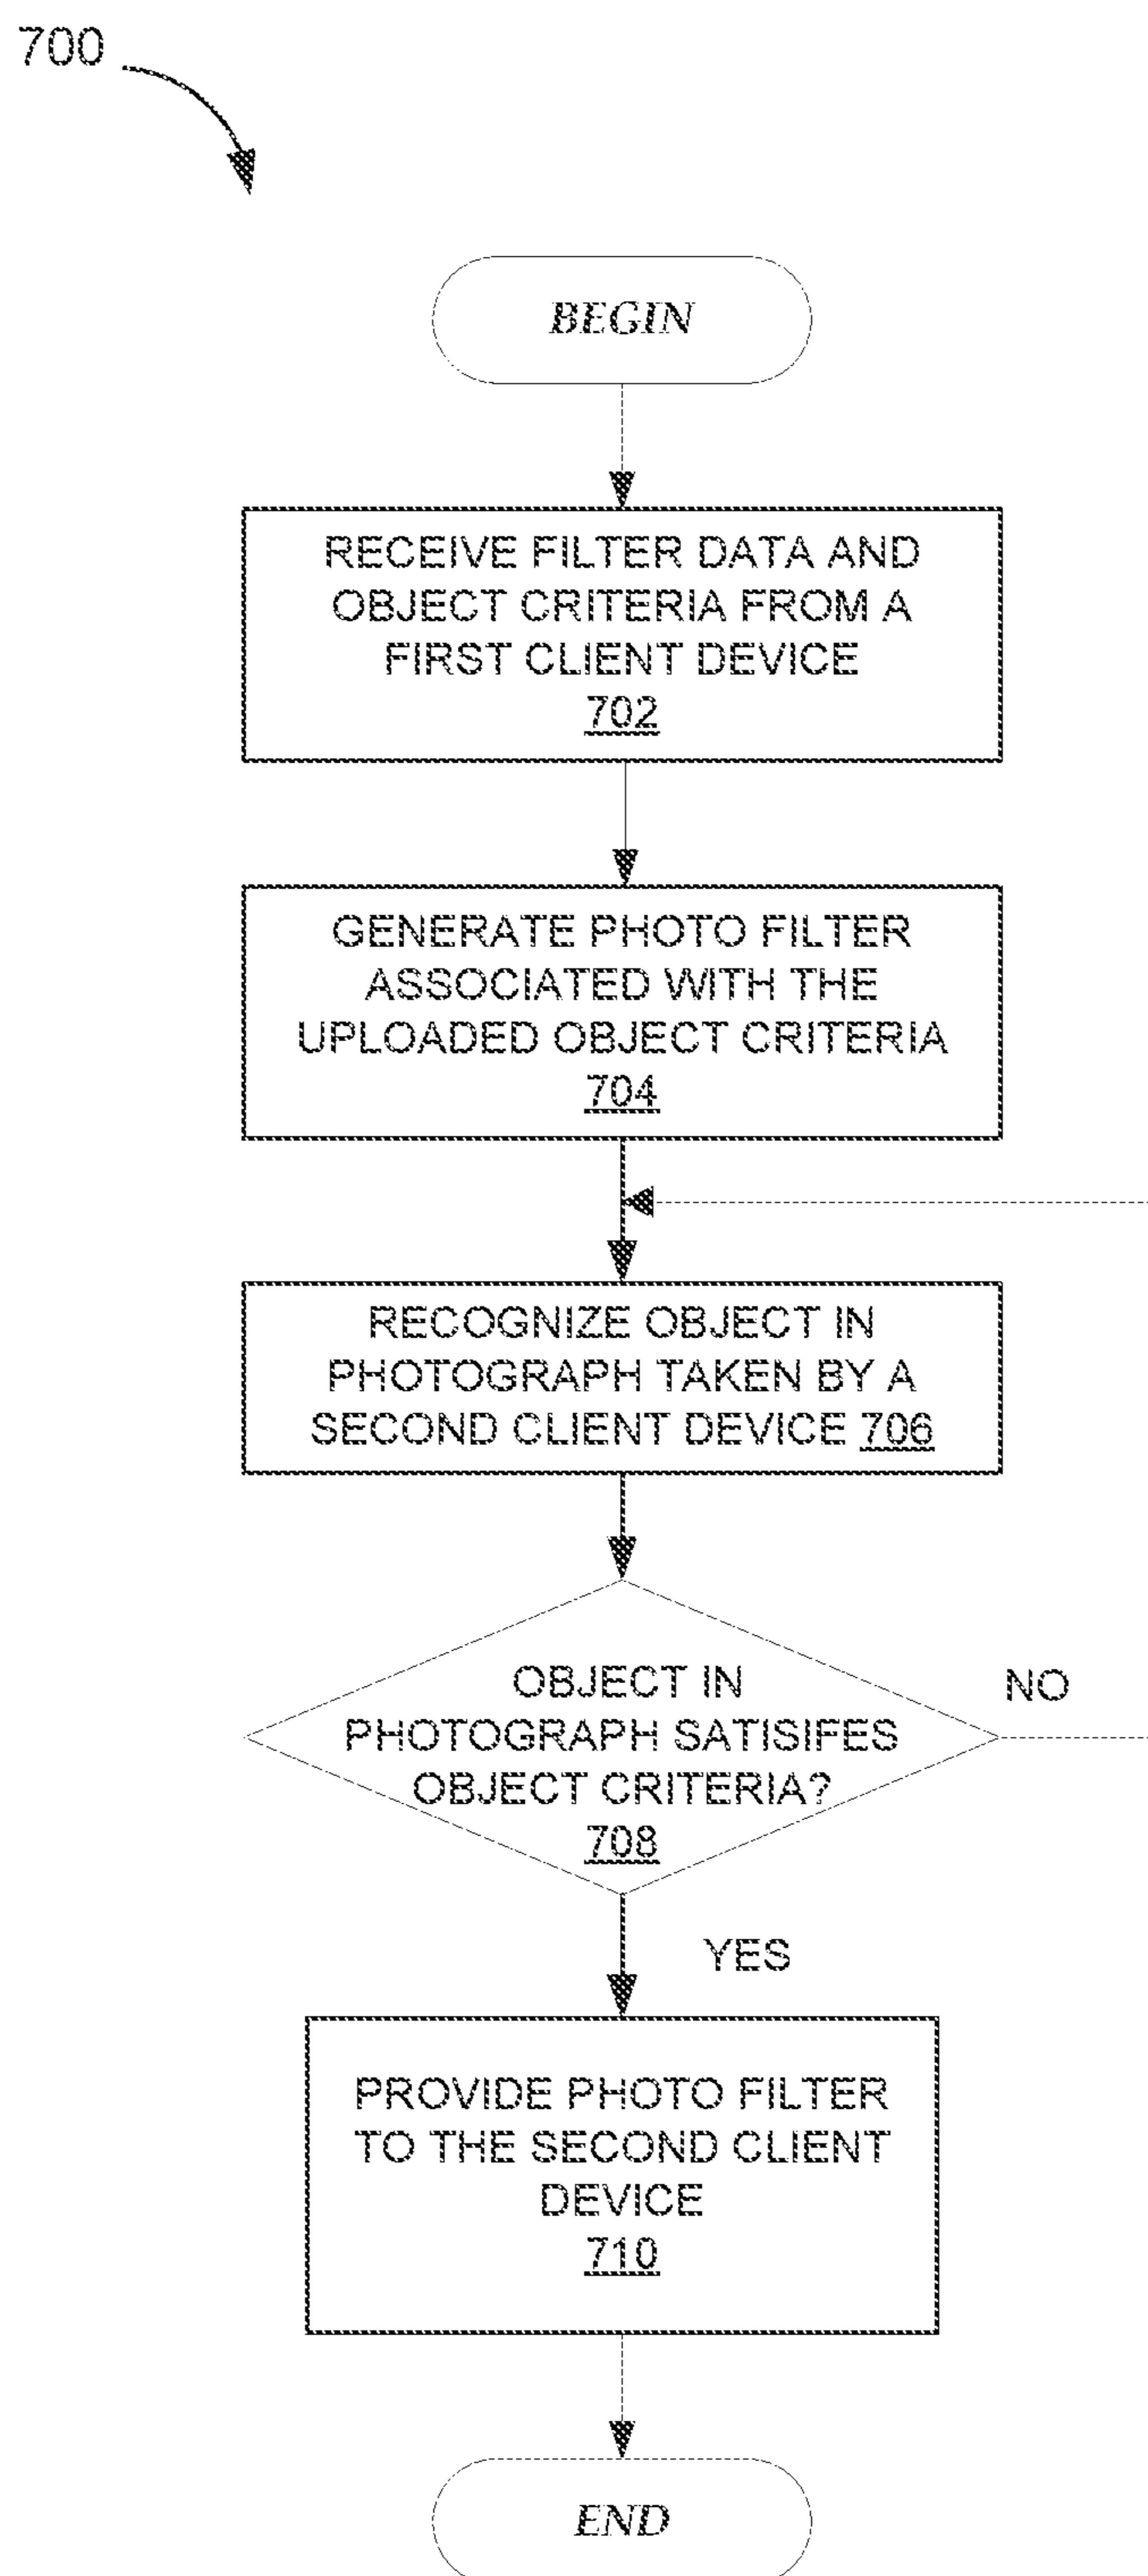 700
BEGIN
RECEIVE FILTER DATA AND
OBJECT CRITERIA FROM A
FIRST CLIENT DEVICE
702
GENERATE PHOTO FILTER
ASSOCIATED WITH THE
UPLOADED OBJECT CRITERIA
704
RECOGNIZE OBJECT IN
PHOTOGRAPH TAKEN BY A
SECOND CLIENT DEVICE 706
OBJECT IN
PHOTOGRAPH SATISIFES
OBJECT CRITERIA?
708
NO
YES
PROVIDE PHOTO FILTER
TO THE SECOND CLIENT
DEVICE
710
END